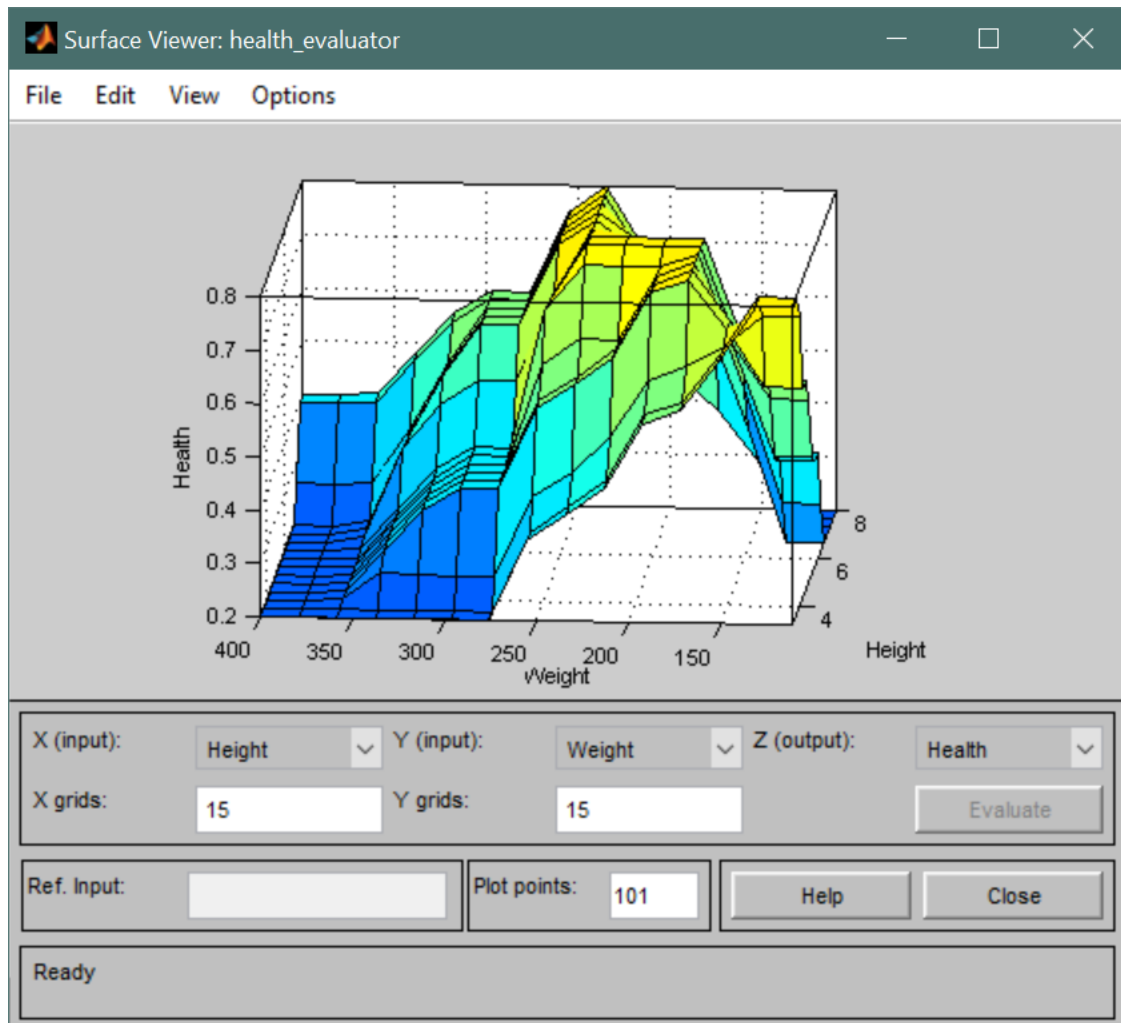 Surface Viewer: health_evaluator
File Edit View Options
0.8
0.7
0.6
0.5
0.4
0.3
0.2
Health
400 350 300 250 200 150
Weight
4
6
8
Height
X (input): Height Y (input): Weight Z (output): Health
X grids: 15 Y grids: 15 Evaluate
Ref. Input: Plot points: 101 Help Close
Ready